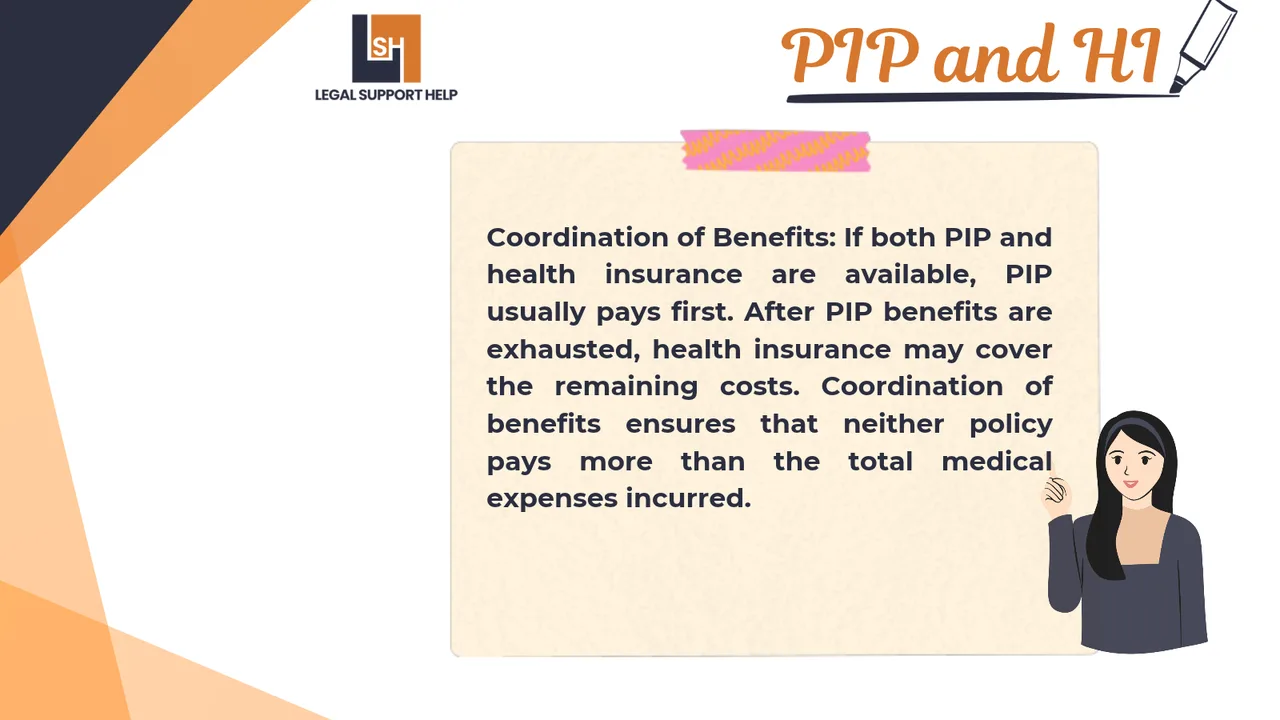 LSH
LEGAL SUPPORT HELP
PIP and HI
Coordination of Benefits: If both PIP and
health insurance are available, PIP
usually pays first. After PIP benefits are
exhausted, health insurance may cover
the remaining costs. Coordination of
benefits ensures that neither policy
pays more than the total medical
expenses incurred.